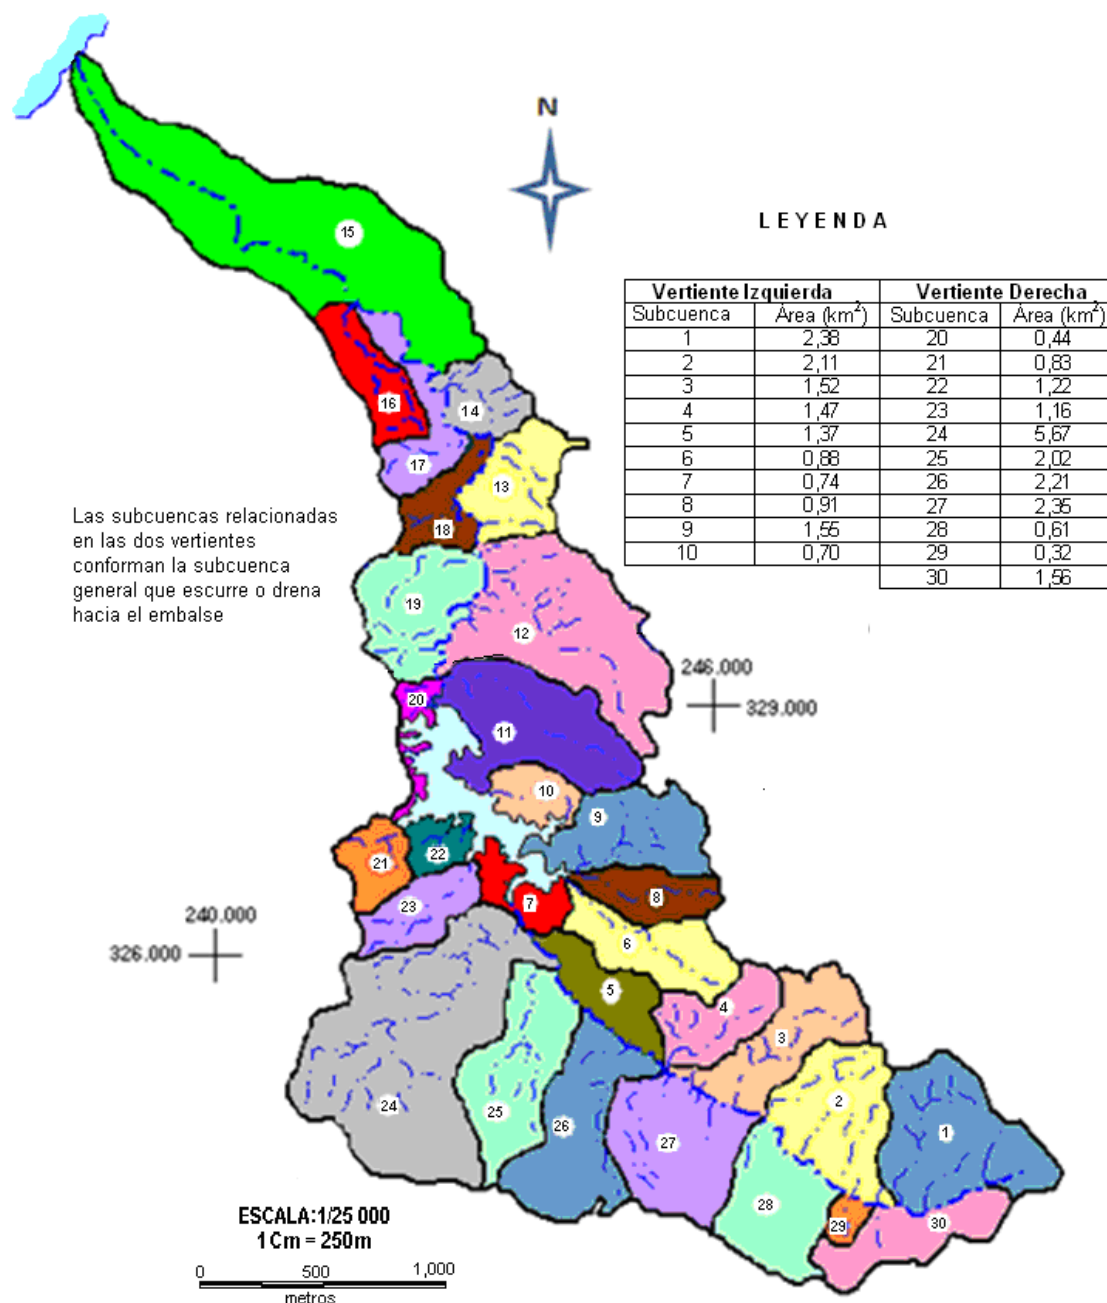 N
15
LEYENDA
Vertiente Izquierda Vertiente Derecha
Subcuenca Área (km²) Subcuenca Área (km²)
1 2,38 20 0,44
2 2,11 21 0,83
3 1,52 22 1,22
4 1,47 23 1,16
5 1,37 24 5,67
6 0,88 25 2,02
7 0,74 26 2,21
8 0,91 27 2,35
9 1,55 28 0,61
10 0,70 29 0,32
30 1,56
16
14
17
13
18
Las subcuencas relacionadas
en las dos vertientes
conforman la subcuenca
general que escurre o drena
hacia el embalse
19
12
246.000
329.000
20
11
10
9
22
21
8
7
23
240.000
326.000
6
5
4
3
2
24
25
26
27
1
28
29
30
ESCALA:1/25 000
1Cm = 250m
0 500 1,000
metros